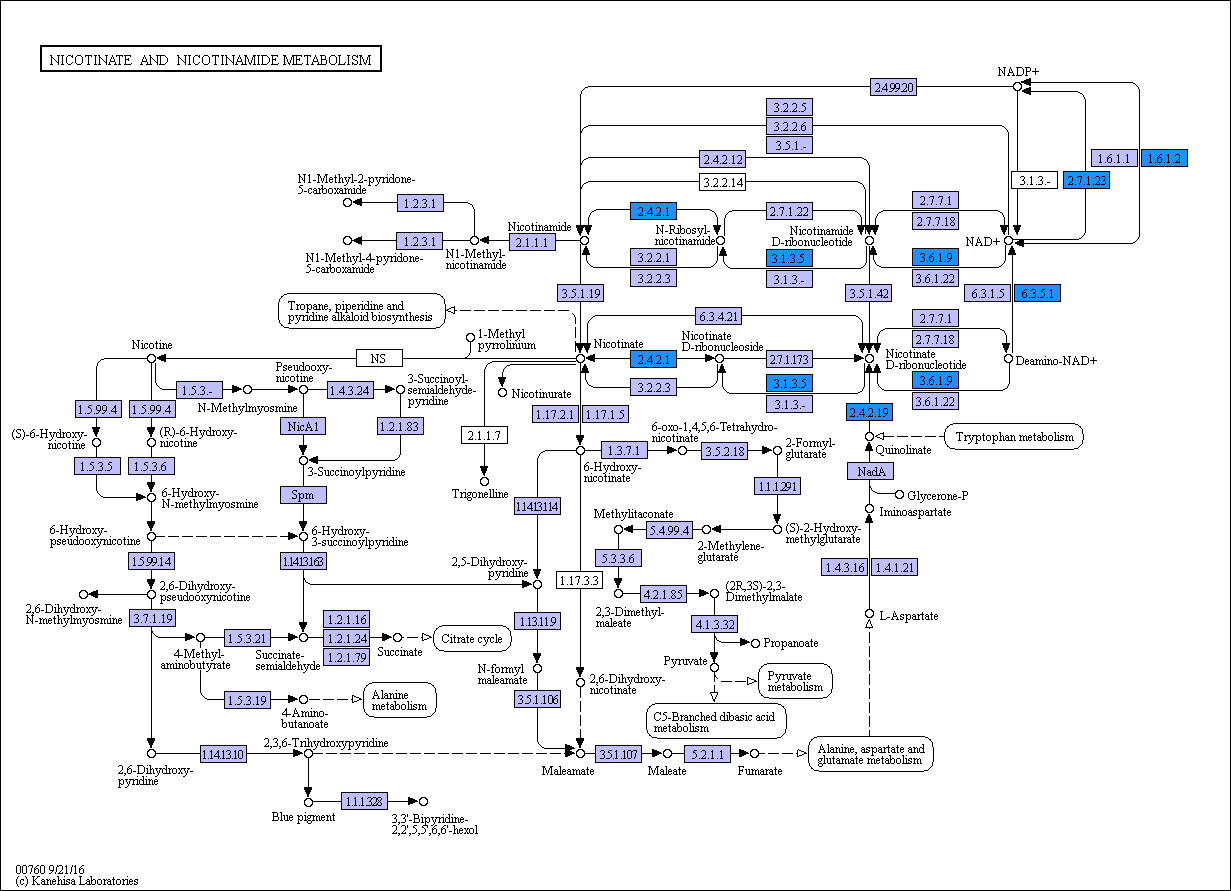 NICOTINATE AND NICOTINAMIDE METABOLISM
NADP+
2.4.99.20
3.2.2.5
3.2.2.6
3.5.1.-
2.4.2.12
3.2.2.14
1.6.1.1
1.6.1.2
3.1.3.-
2.7.1.23
N1-Methyl-2-pyridone-
5-carboxamide
1.2.3.1
1.2.3.1
N1-Methyl-4-pyridone-
5-carboxamide
N1-Methyl-
nicotinamide
2.1.1.1
Nicotinamide
2.4.2.1
N-Ribosyl-
nicotinamide
3.2.2.1
3.2.2.3
2.7.1.22
3.1.3.5
3.1.3.-
Nicotinamide
D-ribonucleotide
2.7.7.1
2.7.7.18
NAD+
3.6.1.9
3.6.1.22
3.5.1.19
3.5.1.42
6.3.1.5
6.3.5.1
Tropane, piperidine and
pyridine alkaloid biosynthesis
6.3.4.21
2.7.7.1
2.7.7.18
1-Methyl
pyrrolinium
Nicotine
NS
Nicotinate
2.4.2.1
3.2.2.3
Nicotinate
D-ribonucleoside
2.7.1.173
3.1.3.5
3.1.3.-
Nicotinate
D-ribonucleotide
3.6.1.9
3.6.1.22
Deamino-NAD+
1.5.3.-
N-Methylmyosmine
Pseudooxy-
nicotine
1.4.3.24
3-Succinoyl-
semialdehyde-
pyridine
Nicotinurate
1.5.99.4
1.5.99.4
NicA1
1.2.1.83
2.1.1.7
1.17.2.1
1.17.1.5
2.4.2.19
(S)-6-Hydroxy-
nicotine
(R)-6-Hydroxy-
nicotine
6-oxo-1,4,5,6-Tetrahydro-
nicotinate
2-Formyl-
glutarate
Quinolinate
Tryptophan metabolism
1.5.3.5
1.5.3.6
3-Succinoylpyridine
6-Hydroxy-
nicotinate
1.3.7.1
3.5.2.18
NadA
Spm
Trigonelline
1.1.1.291
Glycerone-P
Iminoaspartate
6-Hydroxy-
N-methylmyosmine
1.14.13.114
Methylitaconate
5.4.99.4
2-Methylene-
glutarate
(S)-2-Hydroxy-
methylglutarate
6-Hydroxy-
pseudooxynicotine
6-Hydroxy-
3-succinoylpyridine
5.3.3.6
1.5.99.14
1.14.13.163
2,5-Dihydroxy-
pyridine
1.17.3.3
1.4.3.16
1.4.1.21
2,6-Dihydroxy-
N-methylmyosmine
2,6-Dihydroxy-
pseudooxynicotine
2,3-Dimethyl-
maleate
4.2.1.85
(2R,3S)-2,3-
Dimethylmalate
3.7.1.19
1.13.11.9
4.1.3.32
L-Aspartate
4-Methyl-
aminobutyrate
1.5.3.21
Succinate-
semialdehyde
1.2.1.16
1.2.1.24
1.2.1.79
Succinate
Citrate cycle
Propanoate
Pyruvate
N-formyl
maleamate
2,6-Dihydroxy-
nicotinate
Pyruvate
metabolism
1.5.3.19
4-Amino-
butanoate
Alanine
metabolism
3.5.1.106
C5-Branched dibasic acid
metabolism
2,6-Dihydroxy-
pyridine
1.14.13.10
2,3,6-Trihydroxypyridine
Maleamate
3.5.1.107
Maleate
5.2.1.1
Fumarate
Alanine, aspartate and
glutamate metabolism
Blue pigment
1.1.1.328
3,3'-Bipyridine-
2,2',5,5',6,6'-hexol
00760 9/21/16
(c) Kanehisa Laboratories